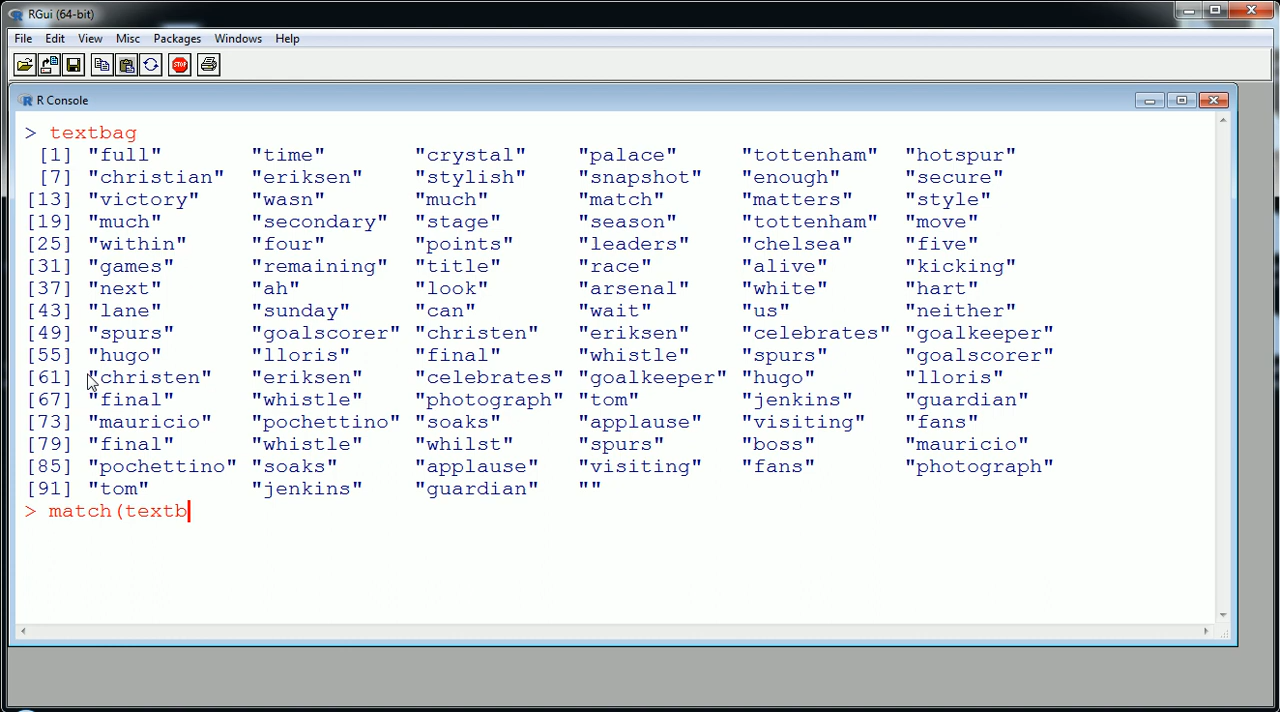 RGui (64-bit)
File Edit View Misc Packages Windows Help
STOP
R Console
> textbag
[1] "full" "time" "crystal" "palace" "tottenham" "hotspur"
[7] "christian" "eriksen" "stylish" "snapshot" "enough" "secure"
[13] "victory" "wasn" "much" "match" "matters" "style"
[19] "much" "secondary" "stage" "season" "tottenham" "move"
[25] "within" "four" "points" "leaders" "chelsea" "five"
[31] "games" "remaining" "title" "race" "alive" "kicking"
[37] "next" "ah" "look" "arsenal" "white" "hart"
[43] "lane" "sunday" "can" "wait" "us" "neither"
[49] "spurs" "goalscorer" "christen" "eriksen" "celebrates" "goalkeeper"
[55] "hugo" "lloris" "final" "whistle" "spurs" "goalscorer"
[61] "christen" "eriksen" "celebrates" "goalkeeper" "hugo" "lloris"
[67] "final" "whistle" "photograph" "tom" "jenkins" "guardian"
[73] "mauricio" "pochettino" "soaks" "applause" "visiting" "fans"
[79] "final" "whistle" "whilst" "spurs" "boss" "mauricio"
[85] "pochettino" "soaks" "applause" "visiting" "fans" "photograph"
[91] "tom" "jenkins" "guardian" ""
> match(textb